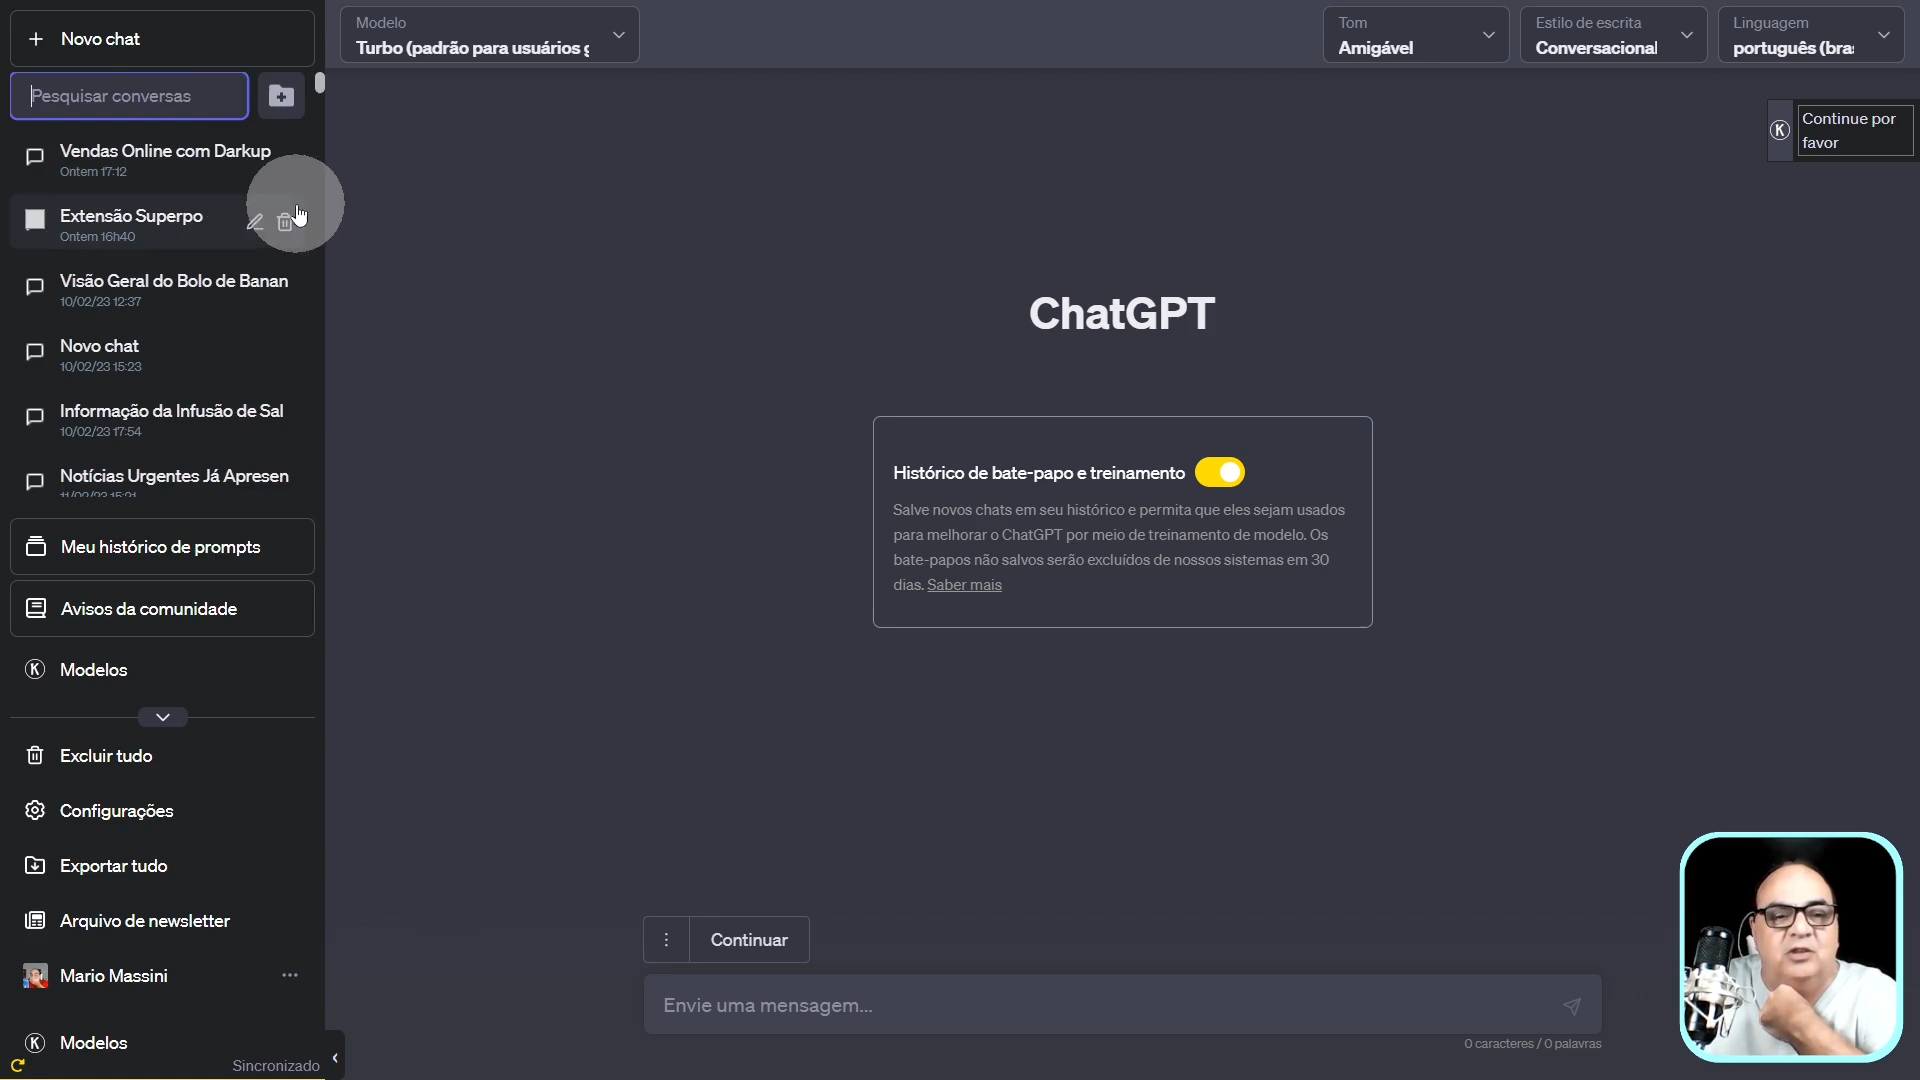 Novo chat
Pesquisar conversas
Vendas Online com Darkup
Ontem 17:12
Extensão Superpo
Ontem 16h40
Visão Geral do Bolo de Banan
10/02/23 12:37
Novo chat
10/02/23 15:23
Informação da Infusão de Sal
10/02/23 17:54
Notícias Urgentes Já Apresen
11/02/23 15:21
Meu histórico de prompts
Avisos da comunidade
Modelos
Excluir tudo
Configurações
Exportar tudo
Arquivo de newsletter
Mario Massini
Modelos
Sincronizado
Modelo
Turbo (padrão para usuários g
Tom
Amigável
Estilo de escrita
Conversacional
Linguagem
português (bra
K
Continue por
favor
ChatGPT
Histórico de bate-papo e treinamento
Salve novos chats em seu histórico e permita que eles sejam usados
para melhorar o ChatGPT por meio de treinamento de modelo. Os
bate-papos não salvos serão excluídos de nossos sistemas em 30
dias. Saber mais
Continuar
Envie uma mensagem...
0 caracteres / 0 palavras